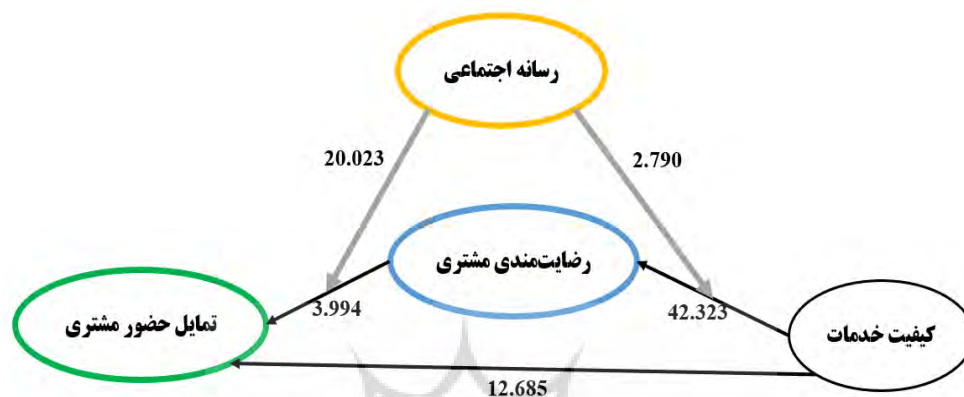 رسانه اجتماعی
20.023
2.790
رضایت‌مندی مشتری
تمایل حضور مشتری
3.994
42.323
کیفیت خدمات
12.685